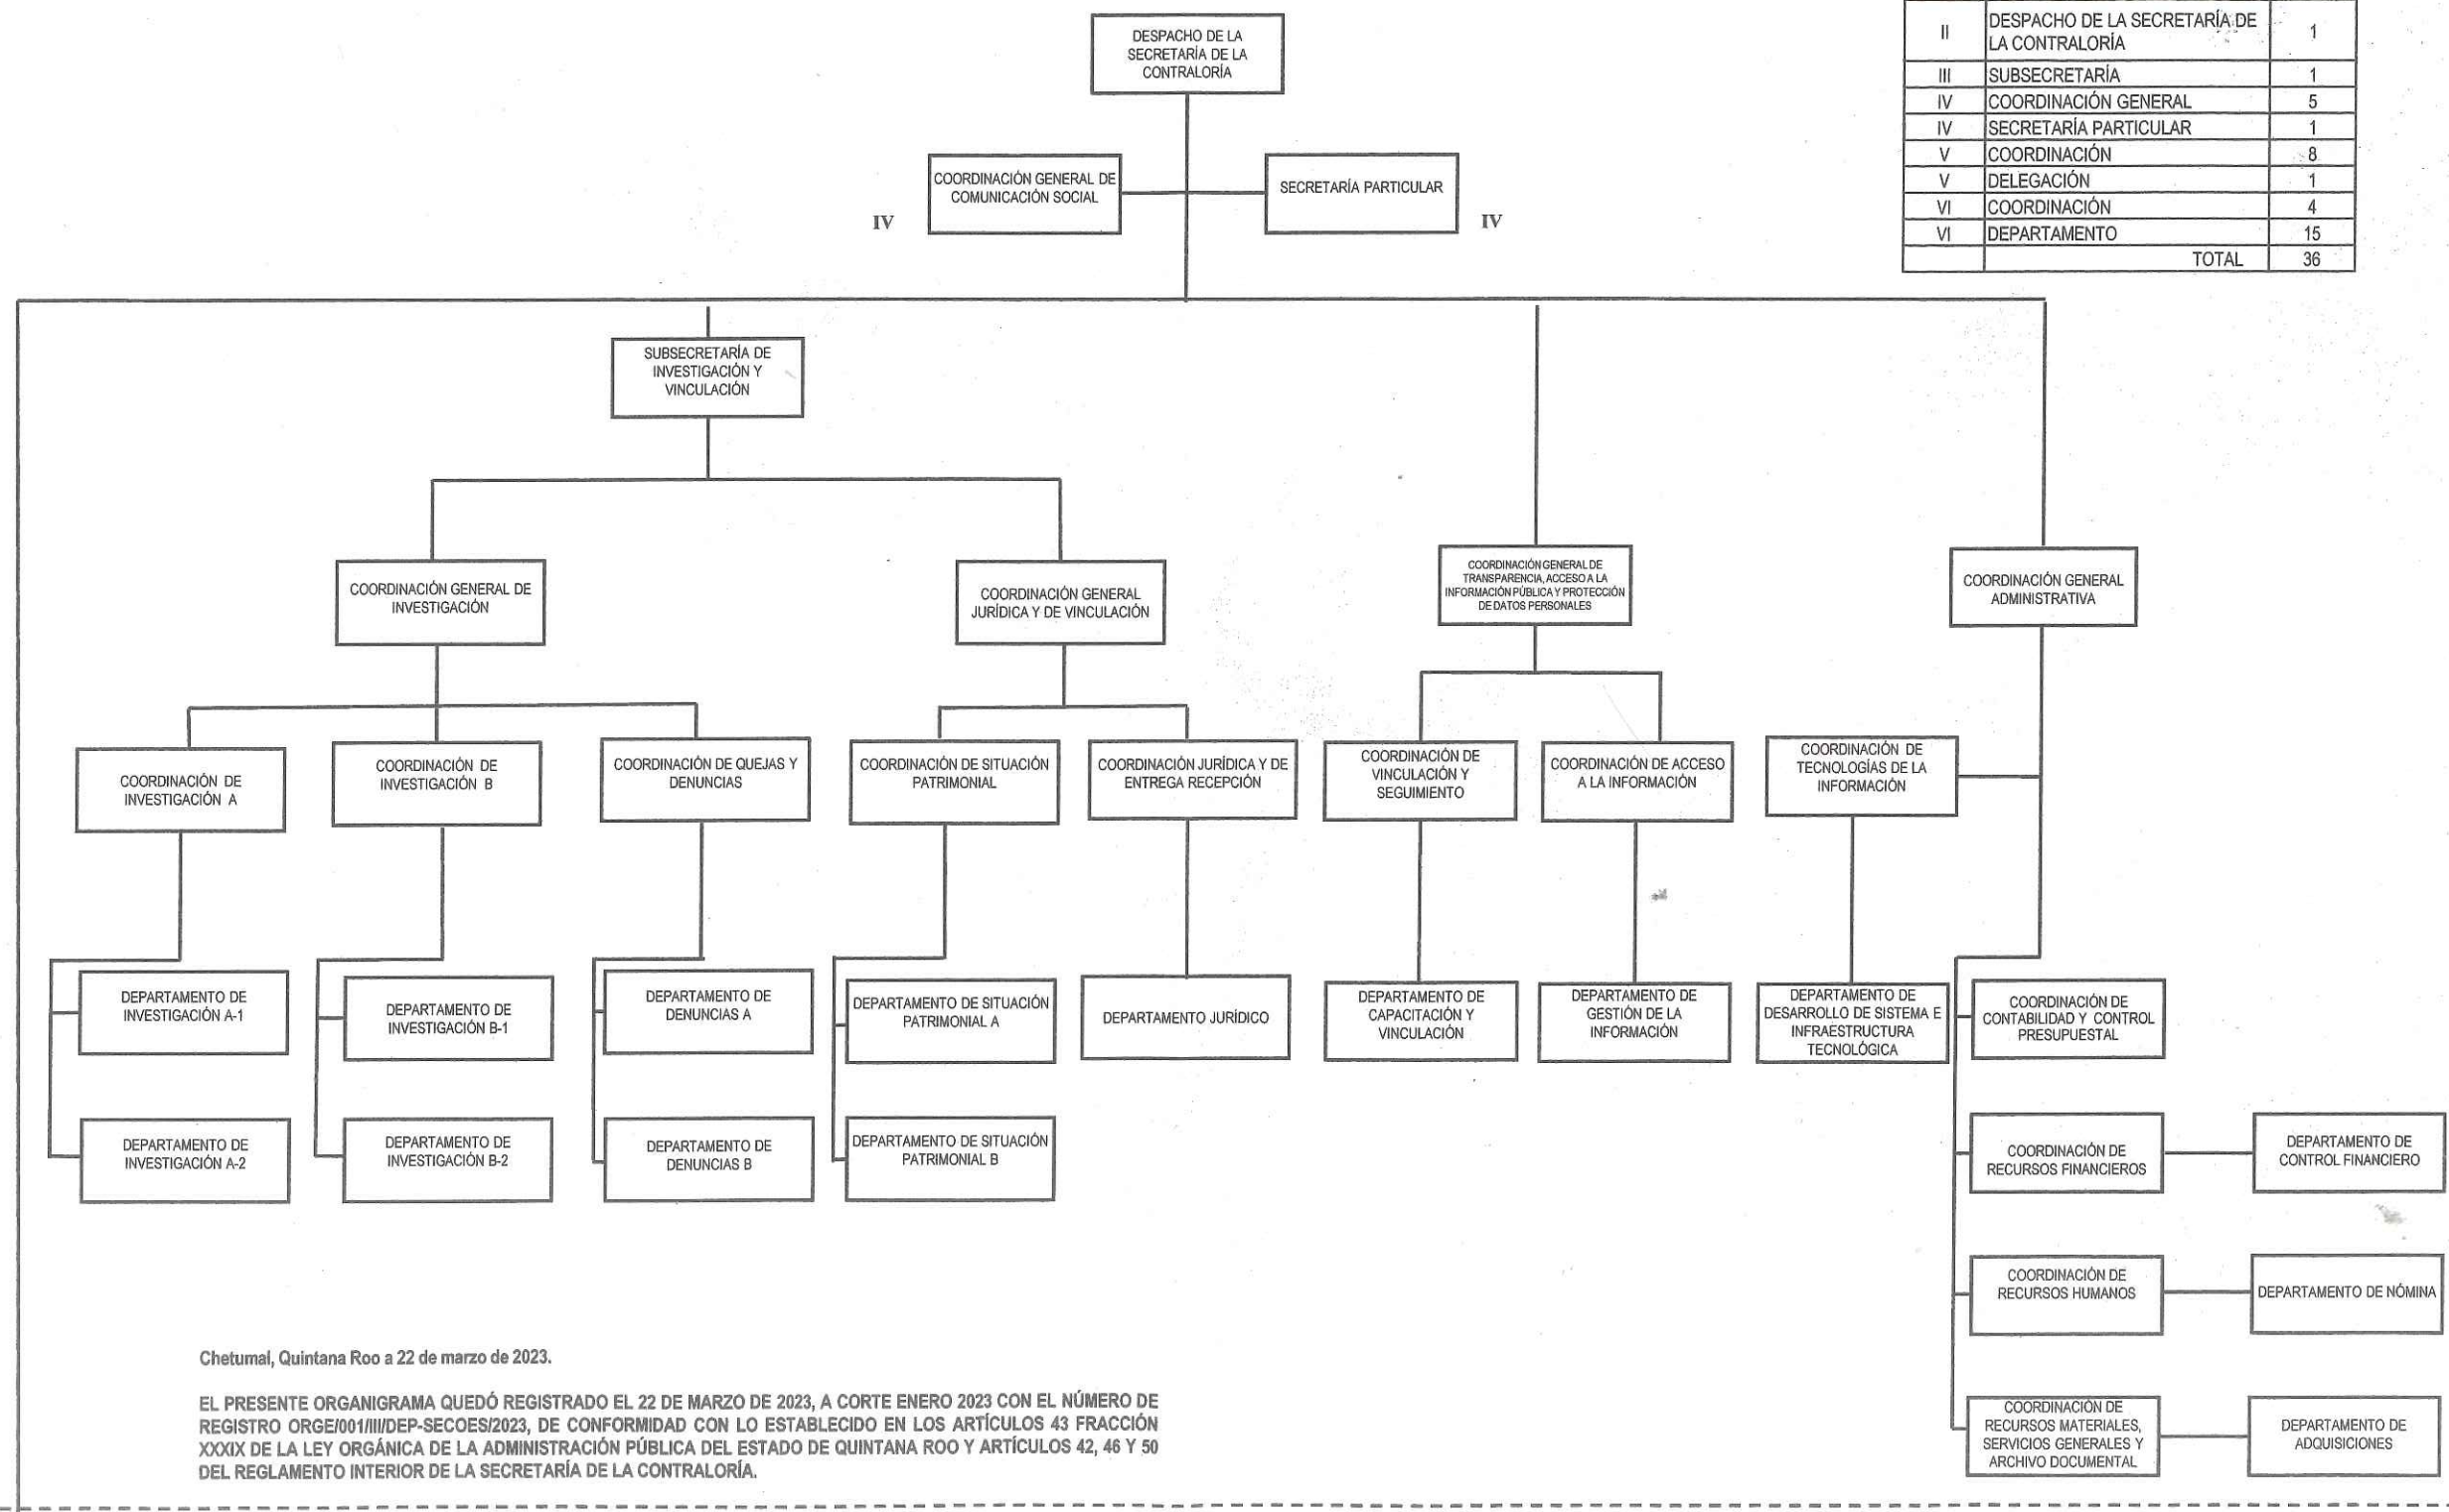 DESPACHO DE LA
SECRETARÍA DE LA
CONTRALORÍA
II DESPACHO DE LA SECRETARÍA DE
LA CONTRALORÍA 1
III SUBSECRETARÍA 1
IV COORDINACIÓN GENERAL 5
IV SECRETARÍA PARTICULAR 1
V COORDINACIÓN 8
V DELEGACIÓN 1
VI COORDINACIÓN 4
VI DEPARTAMENTO 15
TOTAL 36
COORDINACIÓN GENERAL DE
COMUNICACIÓN SOCIAL
IV
SECRETARÍA PARTICULAR
IV
SUBSECRETARÍA DE
INVESTIGACIÓN Y
VINCULACIÓN
COORDINACIÓN GENERAL DE
INVESTIGACIÓN
COORDINACIÓN GENERAL
JURÍDICA Y DE VINCULACIÓN
COORDINACIÓN GENERAL DE
TRANSPARENCIA, ACCESO A LA
INFORMACIÓN PÚBLICA Y PROTECCIÓN
DE DATOS PERSONALES
COORDINACIÓN GENERAL
ADMINISTRATIVA
COORDINACIÓN DE
INVESTIGACIÓN A
COORDINACIÓN DE
INVESTIGACIÓN B
COORDINACIÓN DE QUEJAS Y
DENUNCIAS
COORDINACIÓN DE SITUACIÓN
PATRIMONIAL
COORDINACIÓN JURÍDICA Y DE
ENTREGA RECEPCIÓN
COORDINACIÓN DE
VINCULACIÓN Y
SEGUIMIENTO
COORDINACIÓN DE ACCESO
A LA INFORMACIÓN
COORDINACIÓN DE
TECNOLOGÍAS DE LA
INFORMACIÓN
DEPARTAMENTO DE
INVESTIGACIÓN A-1
DEPARTAMENTO DE
INVESTIGACIÓN B-1
DEPARTAMENTO DE
DENUNCIAS A
DEPARTAMENTO DE SITUACIÓN
PATRIMONIAL A
DEPARTAMENTO JURÍDICO
DEPARTAMENTO DE
CAPACITACIÓN Y
VINCULACIÓN
DEPARTAMENTO DE
GESTIÓN DE LA
INFORMACIÓN
DEPARTAMENTO DE
DESARROLLO DE SISTEMA E
INFRAESTRUCTURA
TECNOLÓGICA
COORDINACIÓN DE
CONTABILIDAD Y CONTROL
PRESUPUESTAL
DEPARTAMENTO DE
INVESTIGACIÓN A-2
DEPARTAMENTO DE
INVESTIGACIÓN B-2
DEPARTAMENTO DE
DENUNCIAS B
DEPARTAMENTO DE SITUACIÓN
PATRIMONIAL B
COORDINACIÓN DE
RECURSOS FINANCIEROS
DEPARTAMENTO DE
CONTROL FINANCIERO
COORDINACIÓN DE
RECURSOS HUMANOS
DEPARTAMENTO DE NÓMINA
COORDINACIÓN DE
RECURSOS MATERIALES,
SERVICIOS GENERALES Y
ARCHIVO DOCUMENTAL
DEPARTAMENTO DE
ADQUISICIONES
Chetumal, Quintana Roo a 22 de marzo de 2023.
EL PRESENTE ORGANIGRAMA QUEDÓ REGISTRADO EL 22 DE MARZO DE 2023, A CORTE ENERO 2023 CON EL NÚMERO DE
REGISTRO ORGE/001/III/DEP-SECOES/2023, DE CONFORMIDAD CON LO ESTABLECIDO EN LOS ARTÍCULOS 43 FRACCIÓN
XXXIX DE LA LEY ORGÁNICA DE LA ADMINISTRACIÓN PÚBLICA DEL ESTADO DE QUINTANA ROO Y ARTÍCULOS 42, 46 Y 50
DEL REGLAMENTO INTERIOR DE LA SECRETARÍA DE LA CONTRALORÍA.